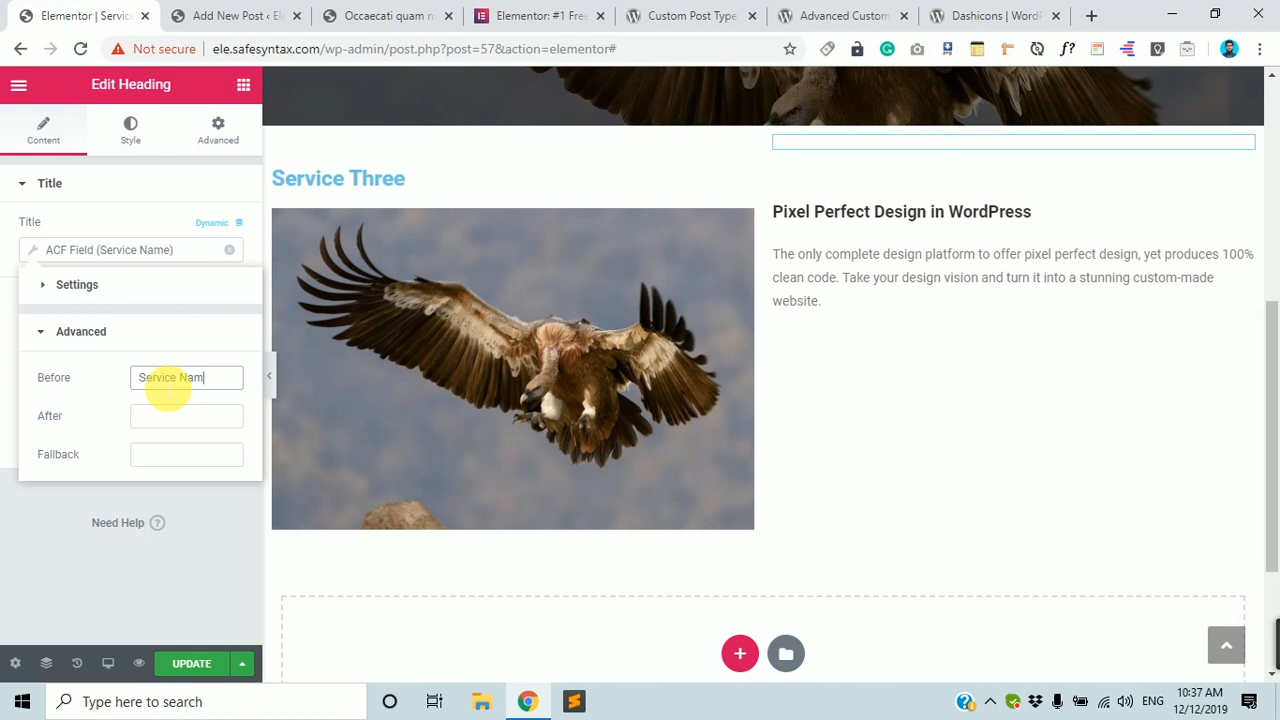 Elementor | Servic
Add New Post ‹ El
Occaecati quam n
Elementor: #1 Free
Custom Post Type
Advanced Custom
Dashicons | WordP
Not secure
ele.safesyntax.com/wp-admin/post.php?post=57&action=elementor#
f?
Edit Heading
Content
Style
Advanced
Title
Title
Dynamic
ACF Field (Service Name)
Settings
Advanced
Before
Service Nam
After
Fallback
Need Help ?
UPDATE
Service Three
Pixel Perfect Design in WordPress
The only complete design platform to offer pixel perfect design, yet produces 100%
clean code. Take your design vision and turn it into a stunning custom-made
website.
Type here to search
ENG
10:37 AM
12/12/2019